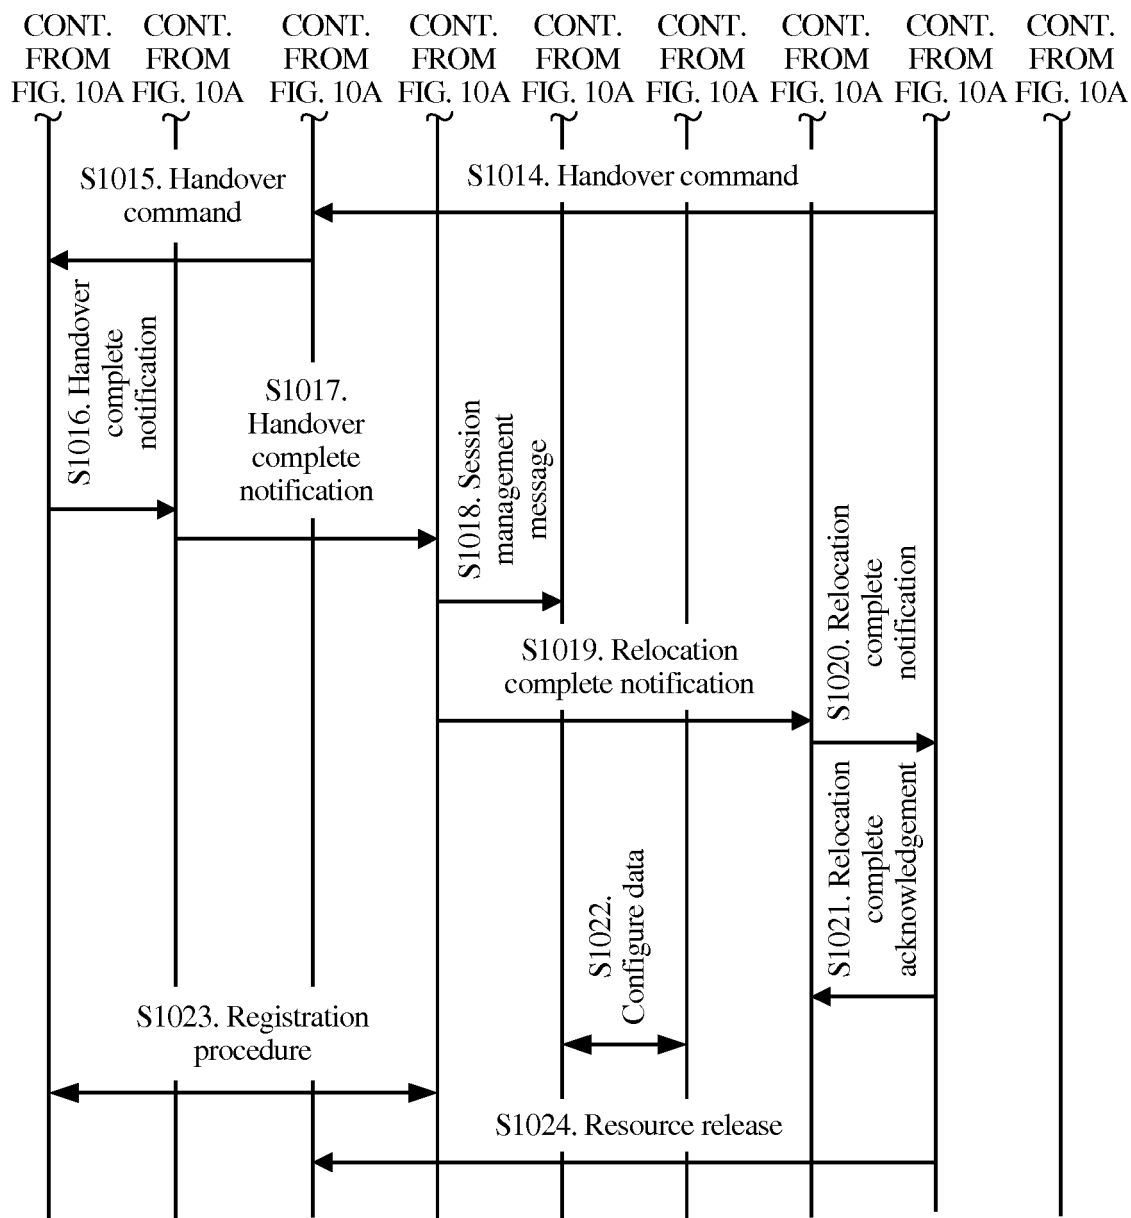 CONT. CONT. CONT. CONT. CONT. CONT. CONT. CONT. CONT.
FROM FROM FROM FROM FROM FROM FROM FROM FROM
FIG. 10A FIG. 10A FIG. 10A FIG. 10A FIG. 10A FIG. 10A FIG. 10A FIG. 10A FIG. 10A
S1014. Handover command
S1015. Handover
command
S1016. Handover
complete
notification
S1017.
Handover
complete
notification
S1018. Session
management
message
S1019. Relocation
complete notification
S1020. Relocation
complete
notification
S1021. Relocation
complete
acknowledgement
S1022.
Configure data
S1023. Registration
procedure
S1024. Resource release